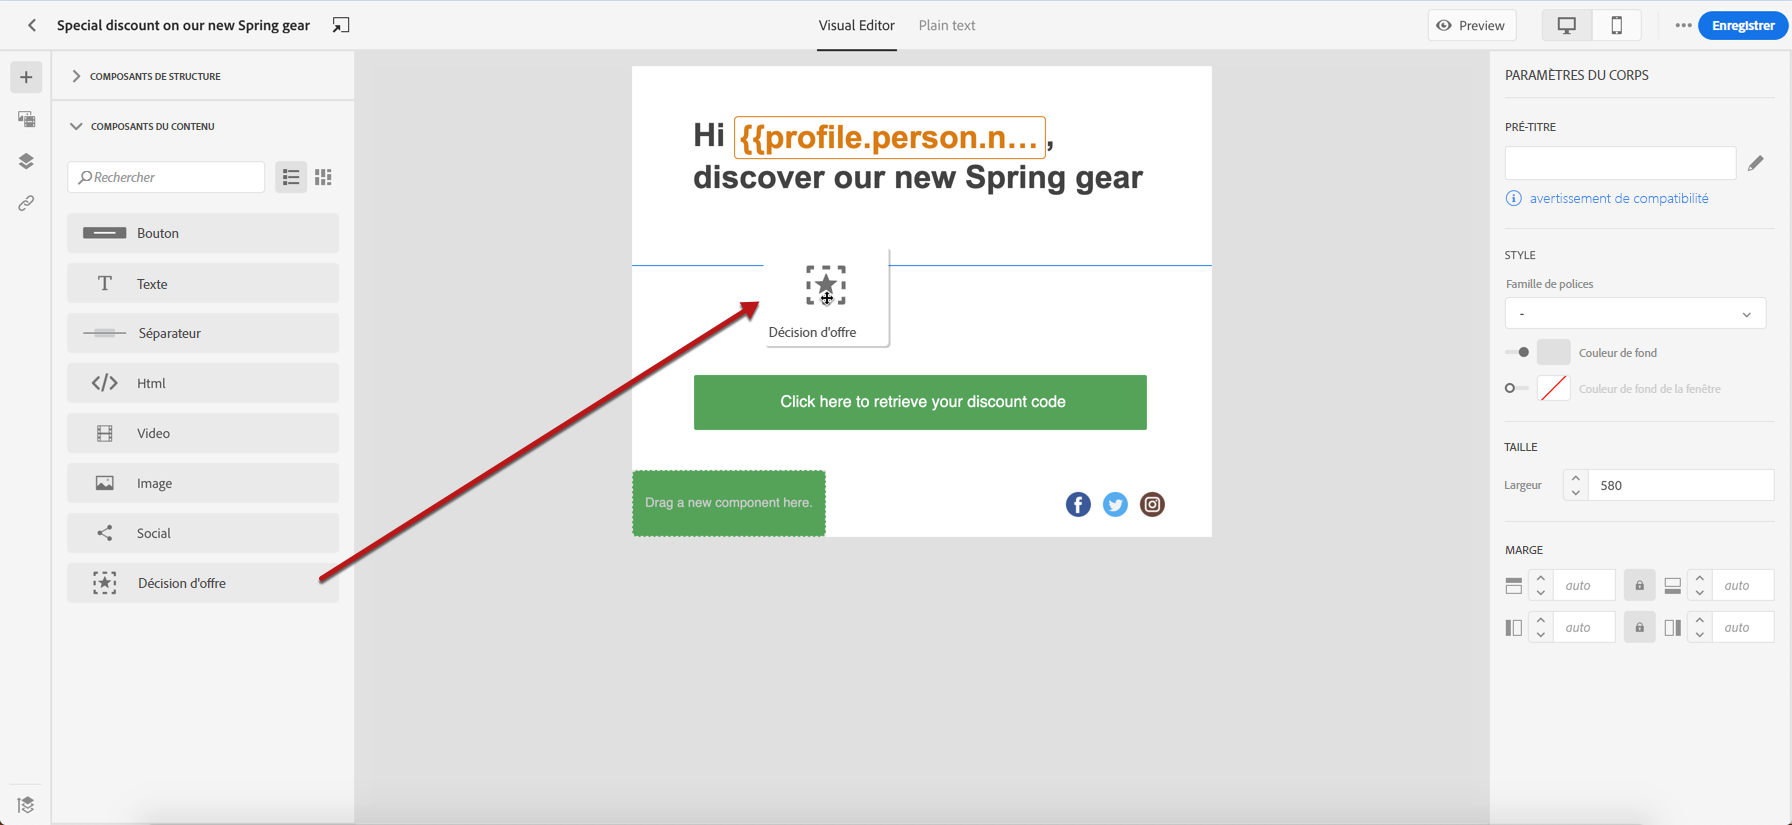 Special discount on our new Spring gear
Visual Editor
Plain text
Preview
Enregistrer
COMPOSANTS DE STRUCTURE
COMPOSANTS DU CONTENU
Rechercher
Bouton
Texte
Séparateur
Html
Video
Image
Social
Décision d'offre
Hi {{profile.person.n... ,
discover our new Spring gear
Décision d'offre
Click here to retrieve your discount code
Drag a new component here.
PARAMÈTRES DU CORPS
PRÉ-TITRE
avertissement de compatibilité
STYLE
Famille de polices
-
Couleur de fond
Couleur de fond de la fenêtre
TAILLE
Largeur
580
MARGE
auto
auto
auto
auto